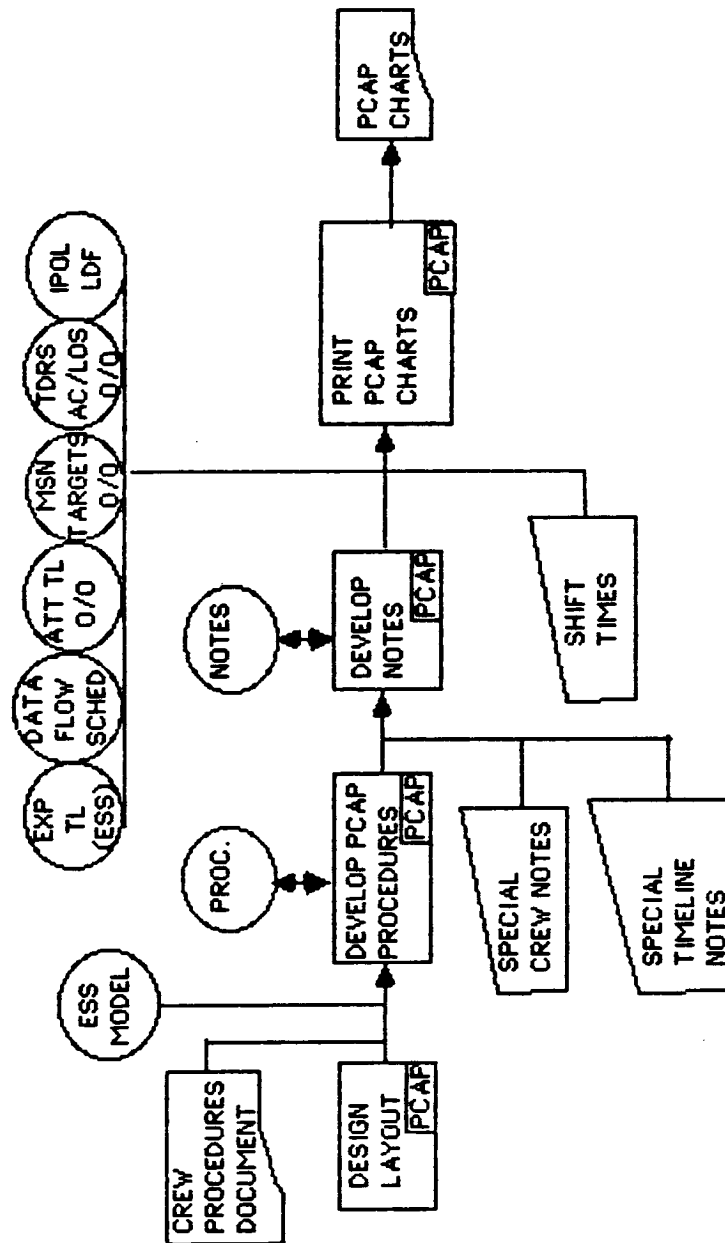 EXP
TL
(ESS)
DATA
FLOW
SCHED
ATT TL
O/O
MSN
TARGETS
O/O
TDRS
AC/LOS
O/O
IPOL
LDF
ESS
MODEL
PROC.
NOTES
CREW
PROCEDURES
DOCUMENT
DESIGN
LAYOUT
PCAP
DEVELOP PCAP
PROCEDURES
PCAP
DEVELOP
NOTES
PCAP
PRINT
PCAP
CHARTS
PCAP
PCAP
CHARTS
SPECIAL
CREW NOTES
SPECIAL
TIMELINE
NOTES
SHIFT
TIMES